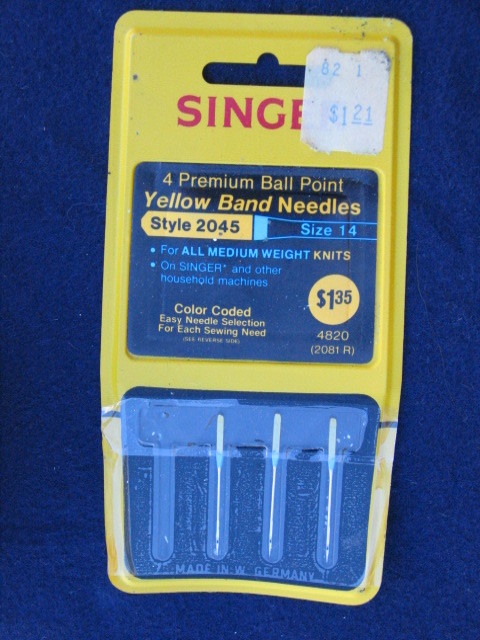 82 1
$1 21
SINGE
4 Premium Ball Point
Yellow Band Needles
Style 2045 Size 14
• For ALL MEDIUM WEIGHT KNITS
• On SINGER* and other
household machines
$1 35
Color Coded
Easy Needle Selection
For Each Sewing Need
(SEE REVERSE SIDE)
4820
(2081 R)
MADE IN W. GERMANY